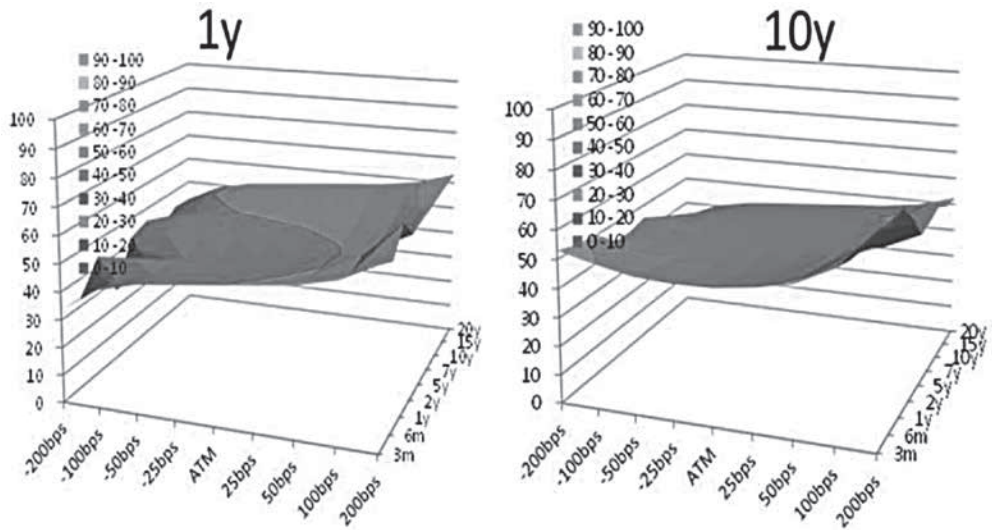 1y
90-100
80-90
70-80
60-70
50-60
40-50
30-40
20-30
10-20
0-10
100
90
80
70
60
50
40
30
20
10
0
-200bps
-100bps
-50bps
-25bps
ATM
25bps
50bps
100bps
200bps
20y
15y
10y
7y
5y
2y
1y
6m
3m
10y
90-100
80-90
70-80
60-70
50-60
40-50
30-40
20-30
10-20
0-10
100
90
80
70
60
50
40
30
20
10
0
-200bps
-100bps
-50bps
-25bps
ATM
25bps
50bps
100bps
200bps
20y
15y
10y
7y
5y
2y
1y
6m
3m